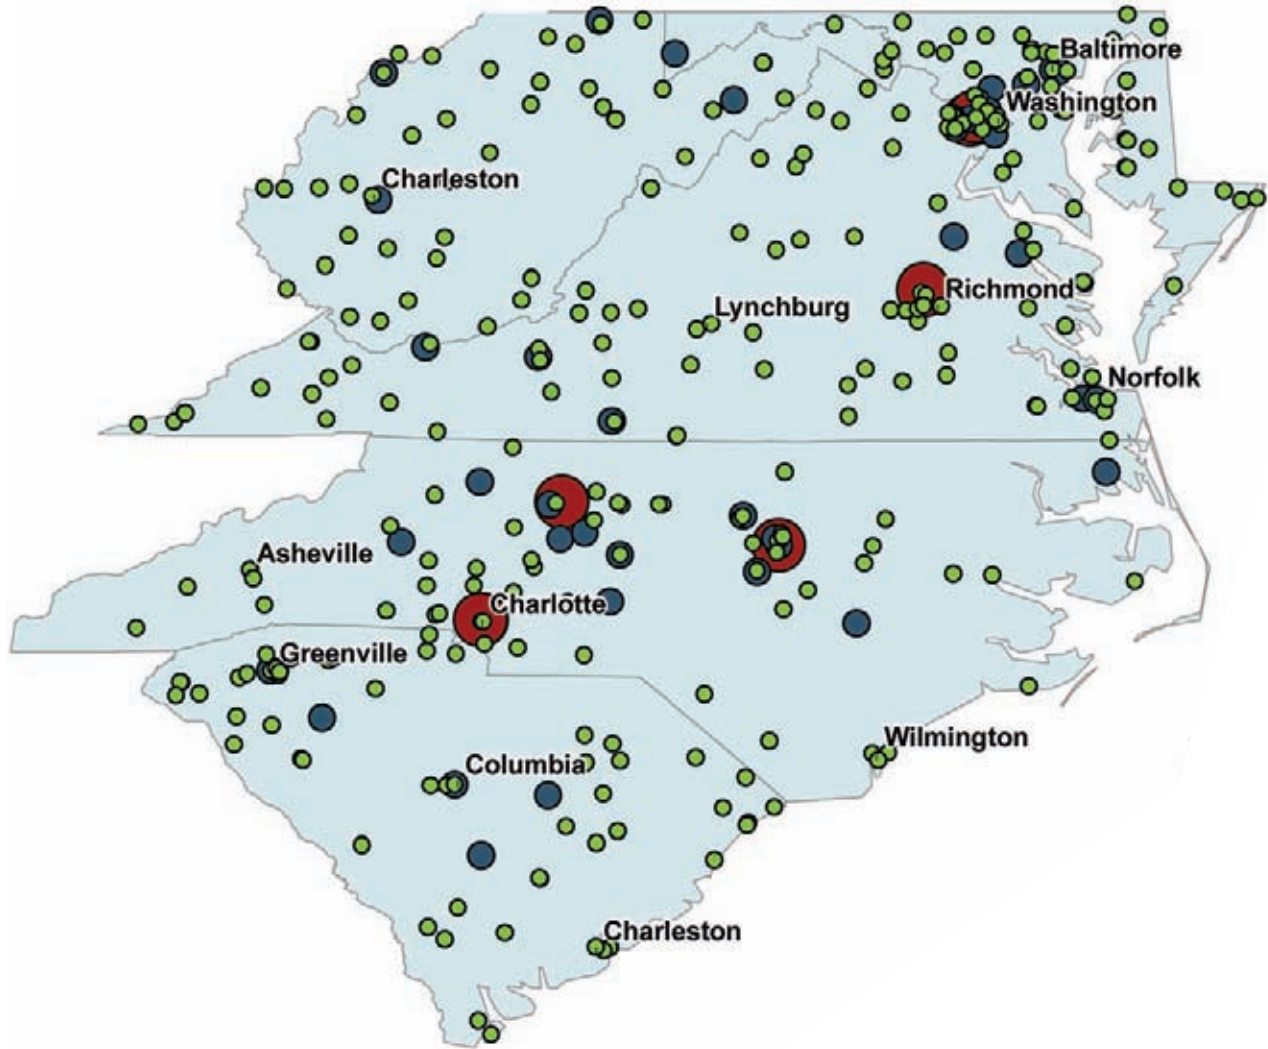 Baltimore
Washington
Charleston
Richmond
Lynchburg
Norfolk
Asheville
Charlotte
Greenville
Wilmington
Columbia
Charleston